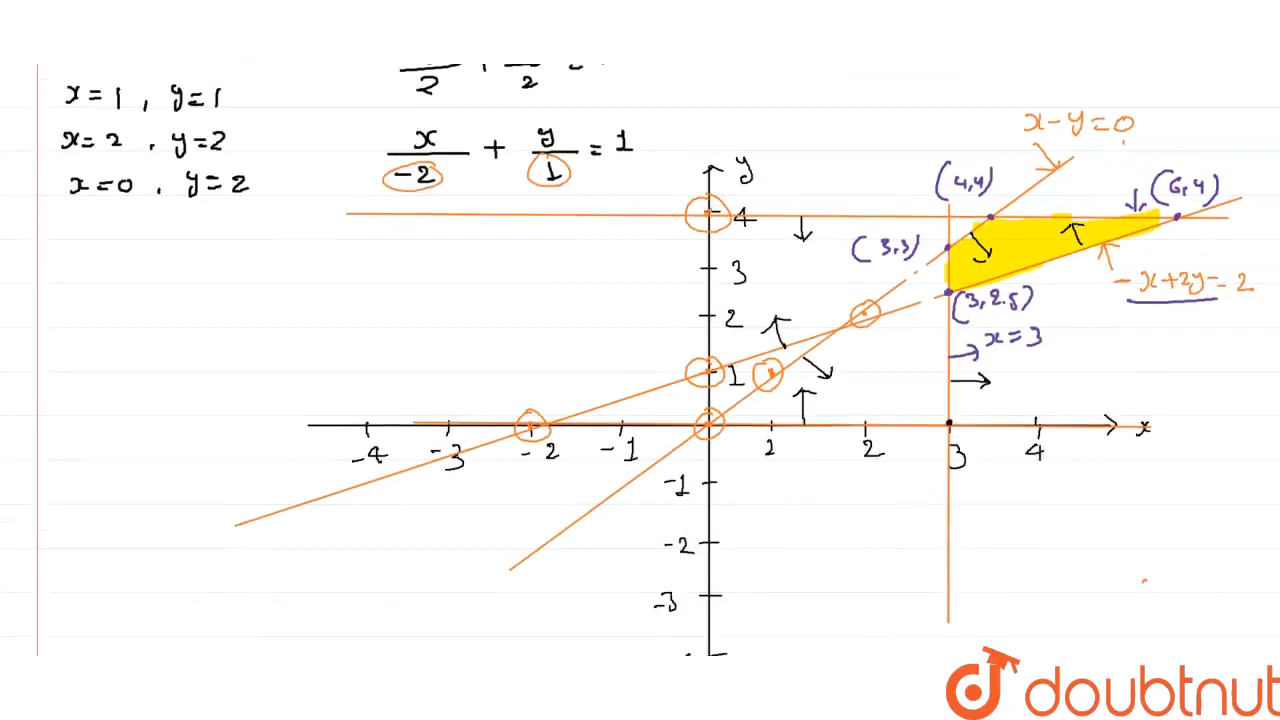 x = 1 , y = 1
x = 2 , y = 2
x = 0 , y = 2
x/-2 + y/1 = 1
x - y = 0
y
(4,4)
(6,4)
4
(3,3)
3
-x+2y = 2
(3, 2.5)
2
x = 3
1
x
-4 -3 -2 -1 1 2 3 4
-1
-2
-3
doubtnut